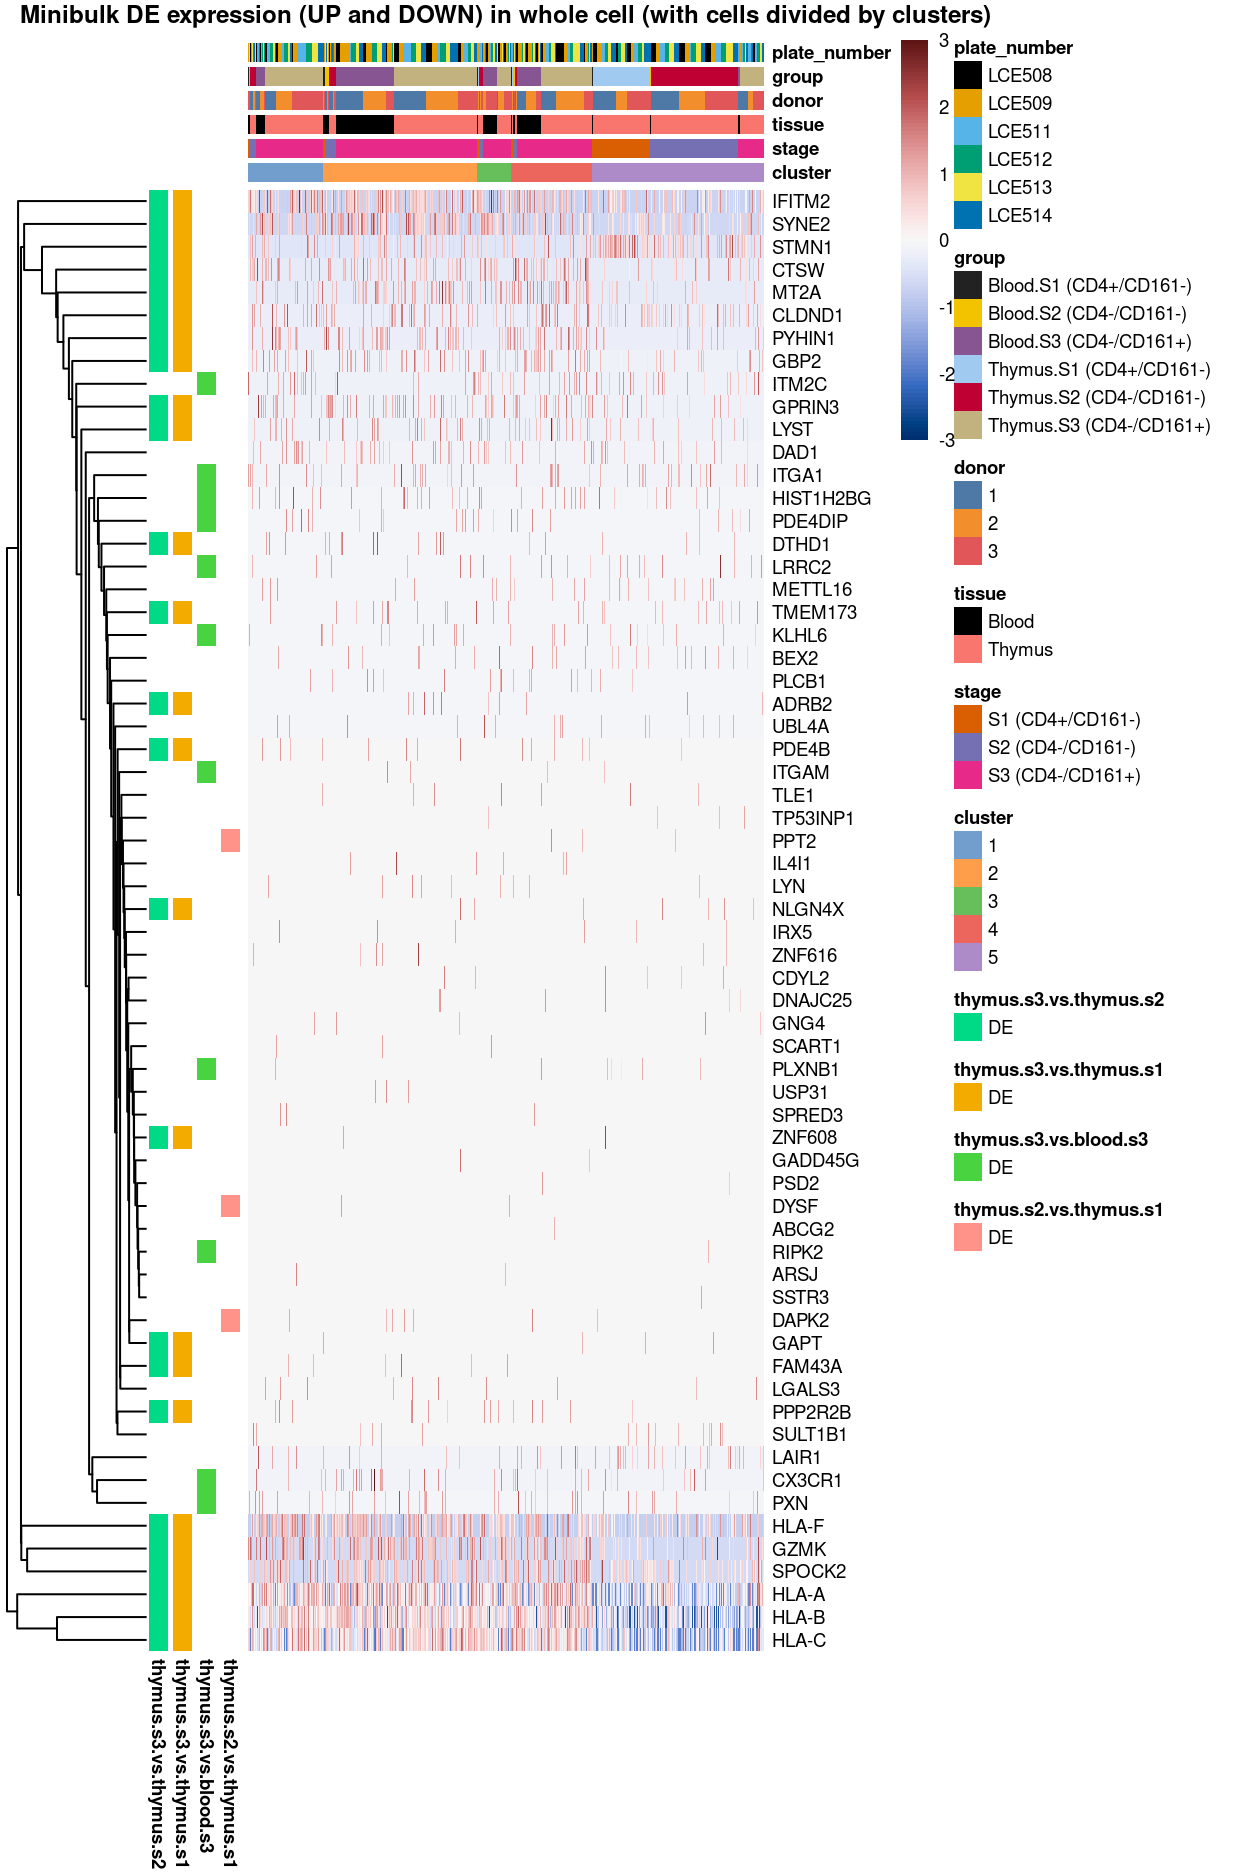 Minibulk DE expression (UP and DOWN) in whole cell (with cells divided by clusters)
plate_number
group
donor
tissue
stage
cluster
IFITM2
SYNE2
STMN1
CTSW
MT2A
CLDND1
PYHIN1
GBP2
ITM2C
GPRIN3
LYST
DAD1
ITGA1
HIST1H2BG
PDE4DIP
DTHD1
LRRC2
METTL16
TMEM173
KLHL6
BEX2
PLCB1
ADRB2
UBL4A
PDE4B
ITGAM
TLE1
TP53INP1
PPT2
IL4I1
LYN
NLGN4X
IRX5
ZNF616
CDYL2
DNAJC25
GNG4
SCART1
PLXNB1
USP31
SPRED3
ZNF608
GADD45G
PSD2
DYSF
ABCG2
RIPK2
ARSJ
SSTR3
DAPK2
GAPT
FAM43A
LGALS3
PPP2R2B
SULT1B1
LAIR1
CX3CR1
PXN
HLA-F
GZMK
SPOCK2
HLA-A
HLA-B
HLA-C
thymus.s3.vs.thymus.s2
thymus.s3.vs.thymus.s1
thymus.s3.vs.blood.s3
thymus.s2.vs.thymus.s1
3
2
1
0
-1
-2
-3
plate_number
LCE508
LCE509
LCE511
LCE512
LCE513
LCE514
group
Blood.S1 (CD4+/CD161-)
Blood.S2 (CD4-/CD161-)
Blood.S3 (CD4-/CD161+)
Thymus.S1 (CD4+/CD161-)
Thymus.S2 (CD4-/CD161-)
Thymus.S3 (CD4-/CD161+)
donor
1
2
3
tissue
Blood
Thymus
stage
S1 (CD4+/CD161-)
S2 (CD4-/CD161-)
S3 (CD4-/CD161+)
cluster
1
2
3
4
5
thymus.s3.vs.thymus.s2
DE
thymus.s3.vs.thymus.s1
DE
thymus.s3.vs.blood.s3
DE
thymus.s2.vs.thymus.s1
DE